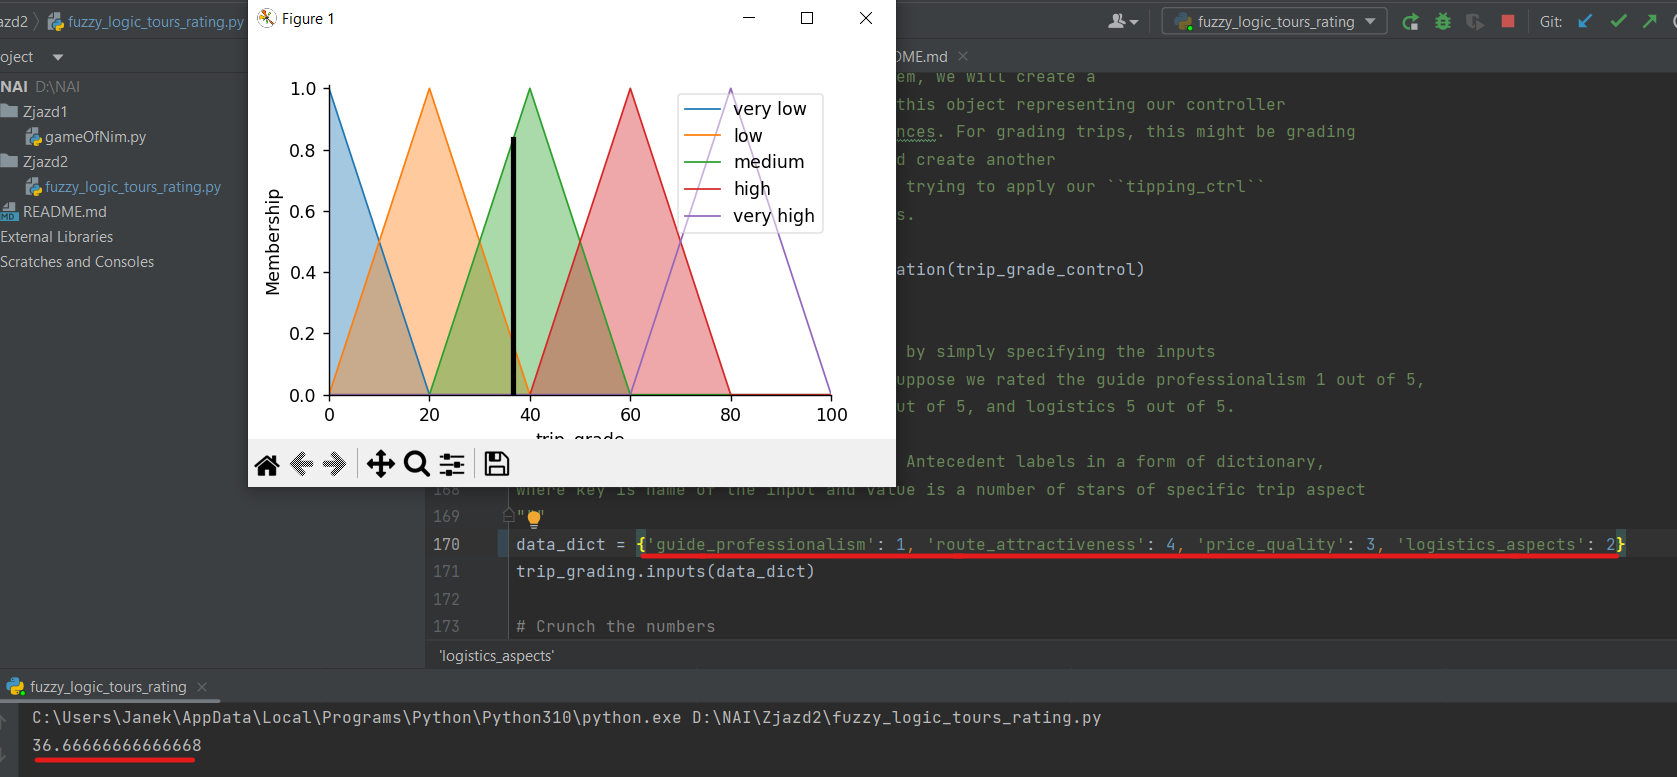 azd2 fuzzy_logic_tours_rating.py
Figure 1
fuzzy_logic_tours_rating
Git:
oject
DME.md
NAI D:\NAI
Zjazd1
gameOfNim.py
Zjazd2
fuzzy_logic_tours_rating.py
README.md
External Libraries
Scratches and Consoles
1.0
0.8
0.6
0.4
0.2
0.0
Membership
0 20 40 60 80 100
trip_grade
very low
low
medium
high
very high
em, we will create a
this object representing our controller
nces. For grading trips, this might be grading
d create another
trying to apply our ``tipping_ctrl``
s.
ation(trip_grade_control)
by simply specifying the inputs
uppose we rated the guide professionalism 1 out of 5,
ut of 5, and logistics 5 out of 5.
Antecedent labels in a form of dictionary,
168 where key is name of the input and value is a number of stars of specific trip aspect
169 """
170 data_dict = {'guide_professionalism': 1, 'route_attractiveness': 4, 'price_quality': 3, 'logistics_aspects': 2}
171 trip_grading.inputs(data_dict)
172
173 # Crunch the numbers
'logistics_aspects'
fuzzy_logic_tours_rating
C:\Users\Janek\AppData\Local\Programs\Python\Python310\python.exe D:\NAI\Zjazd2\fuzzy_logic_tours_rating.py
36.66666666666668